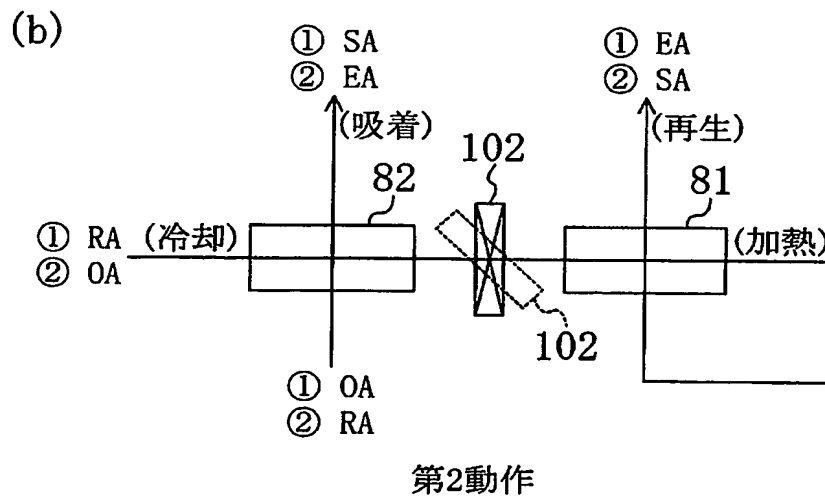 (b)
① SA
② EA
(吸着)
① EA
② SA
(再生)
102
82
81
① RA (冷却)
② OA
(加熱)
102
① OA
② RA
第2動作